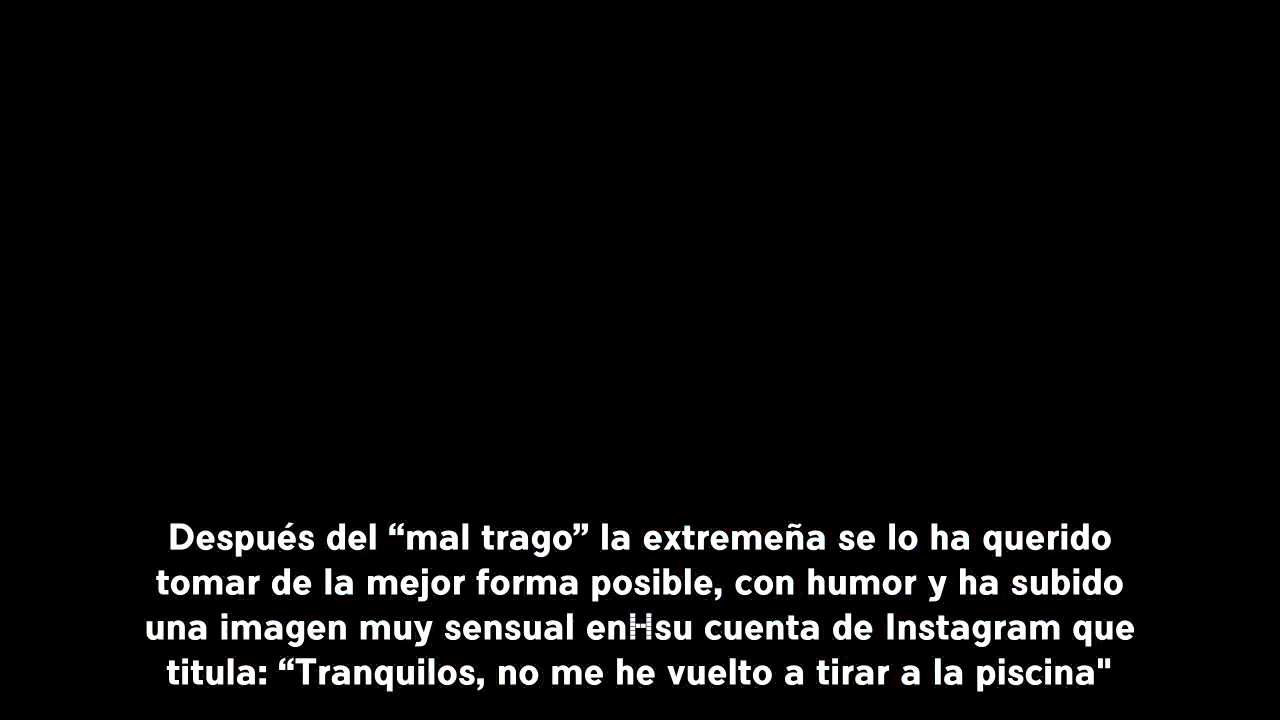 Después del “mal trago” la extremeña se lo ha querido
tomar de la mejor forma posible, con humor y ha subido
una imagen muy sensual en su cuenta de Instagram que
titula: “Tranquilos, no me he vuelto a tirar a la piscina"